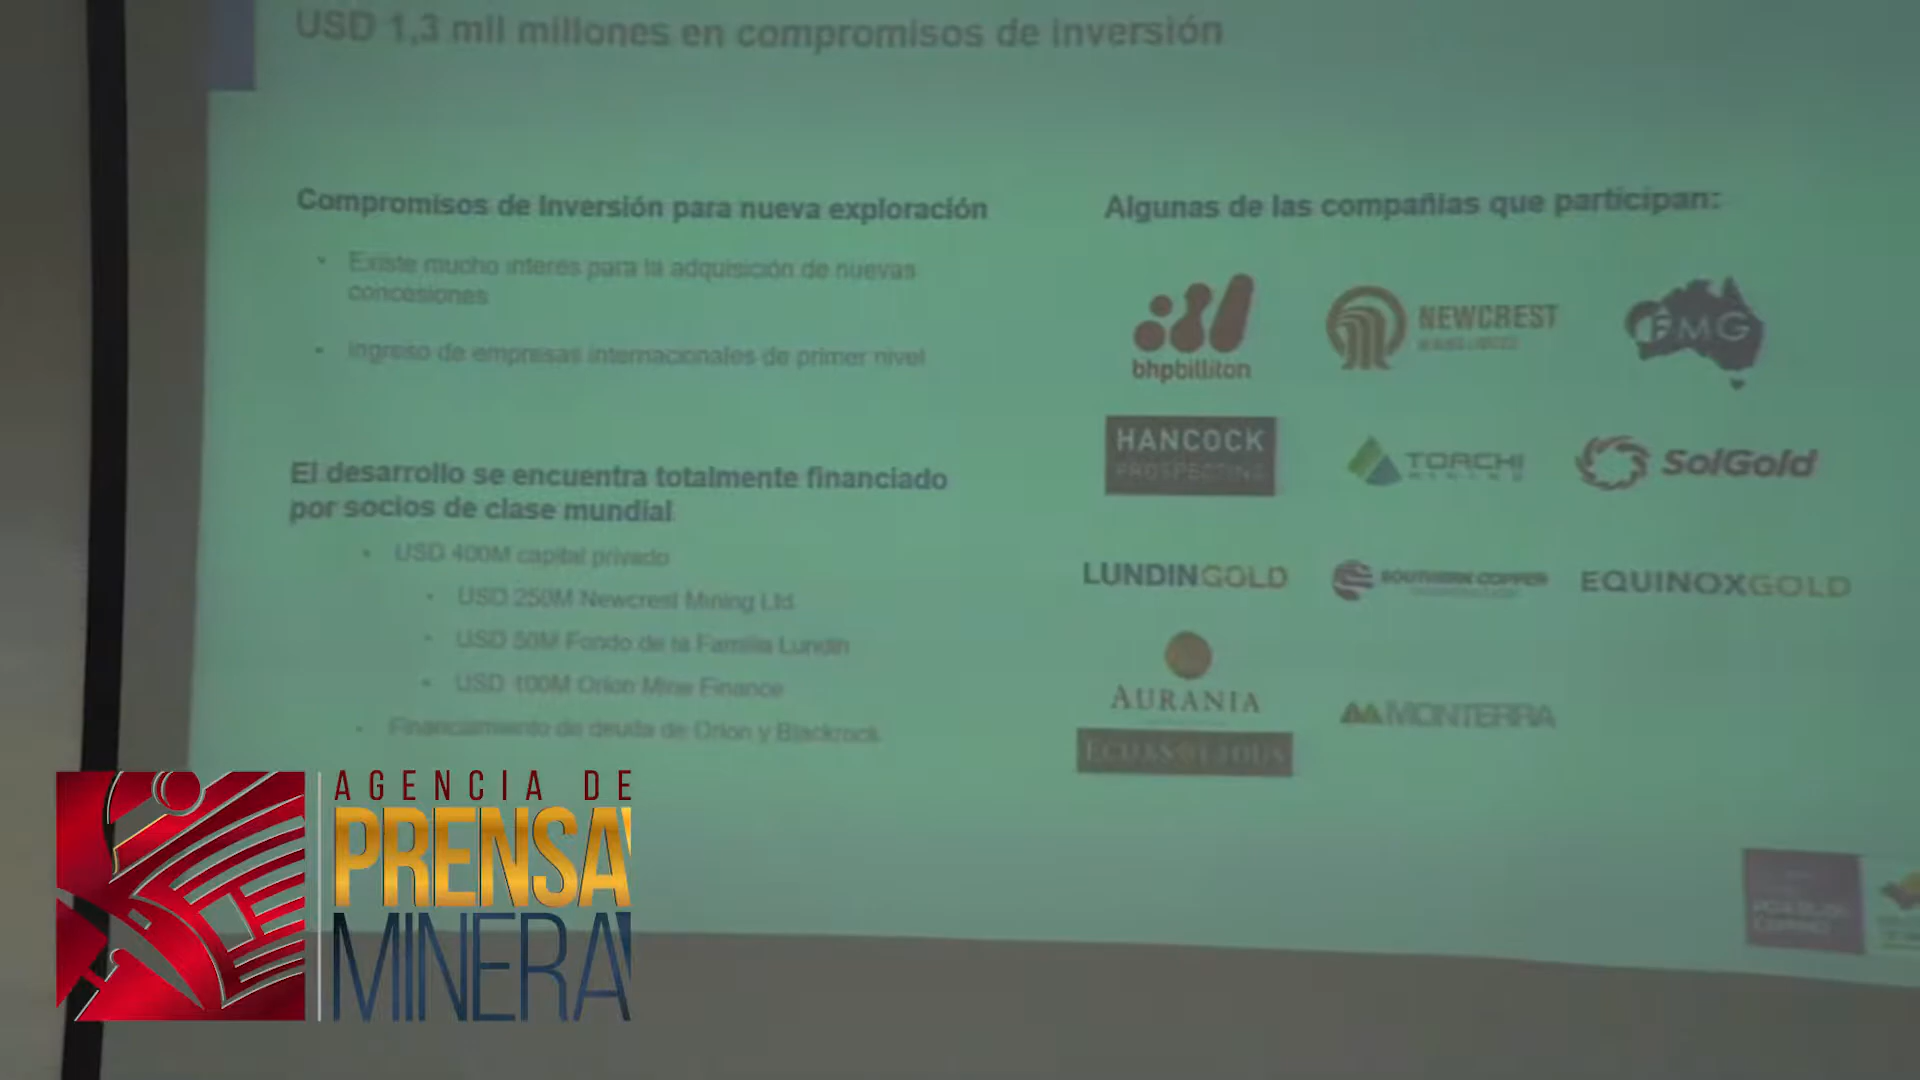 USD 1,3 mil millones en compromisos de inversión
Compromisos de Inversión para nueva exploración
• Existe mucho interés para la adquisición de nuevas
concesiones
• Ingreso de empresas internacionales de primer nivel
El desarrollo se encuentra totalmente financiado
por socios de clase mundial
• USD 400M capital privado
• USD 250M Newcrest Mining Ltd.
• USD 50M Fondo de la Familia Lundin
• USD 100M Orion Mine Finance
• Financiamiento de deuda de Orion y Blackrock
Algunas de las compañías que participan:
bhpbilliton
NEWCREST
FMG
HANCOCK
PROSPECTING
TORCHI
MINING
SolGold
LUNDINGOLD
SOUTHERN COPPER
EQUINOXGOLD
AURANIA
MONTERRA
AGENCIA DE
PRENSA
MINERA